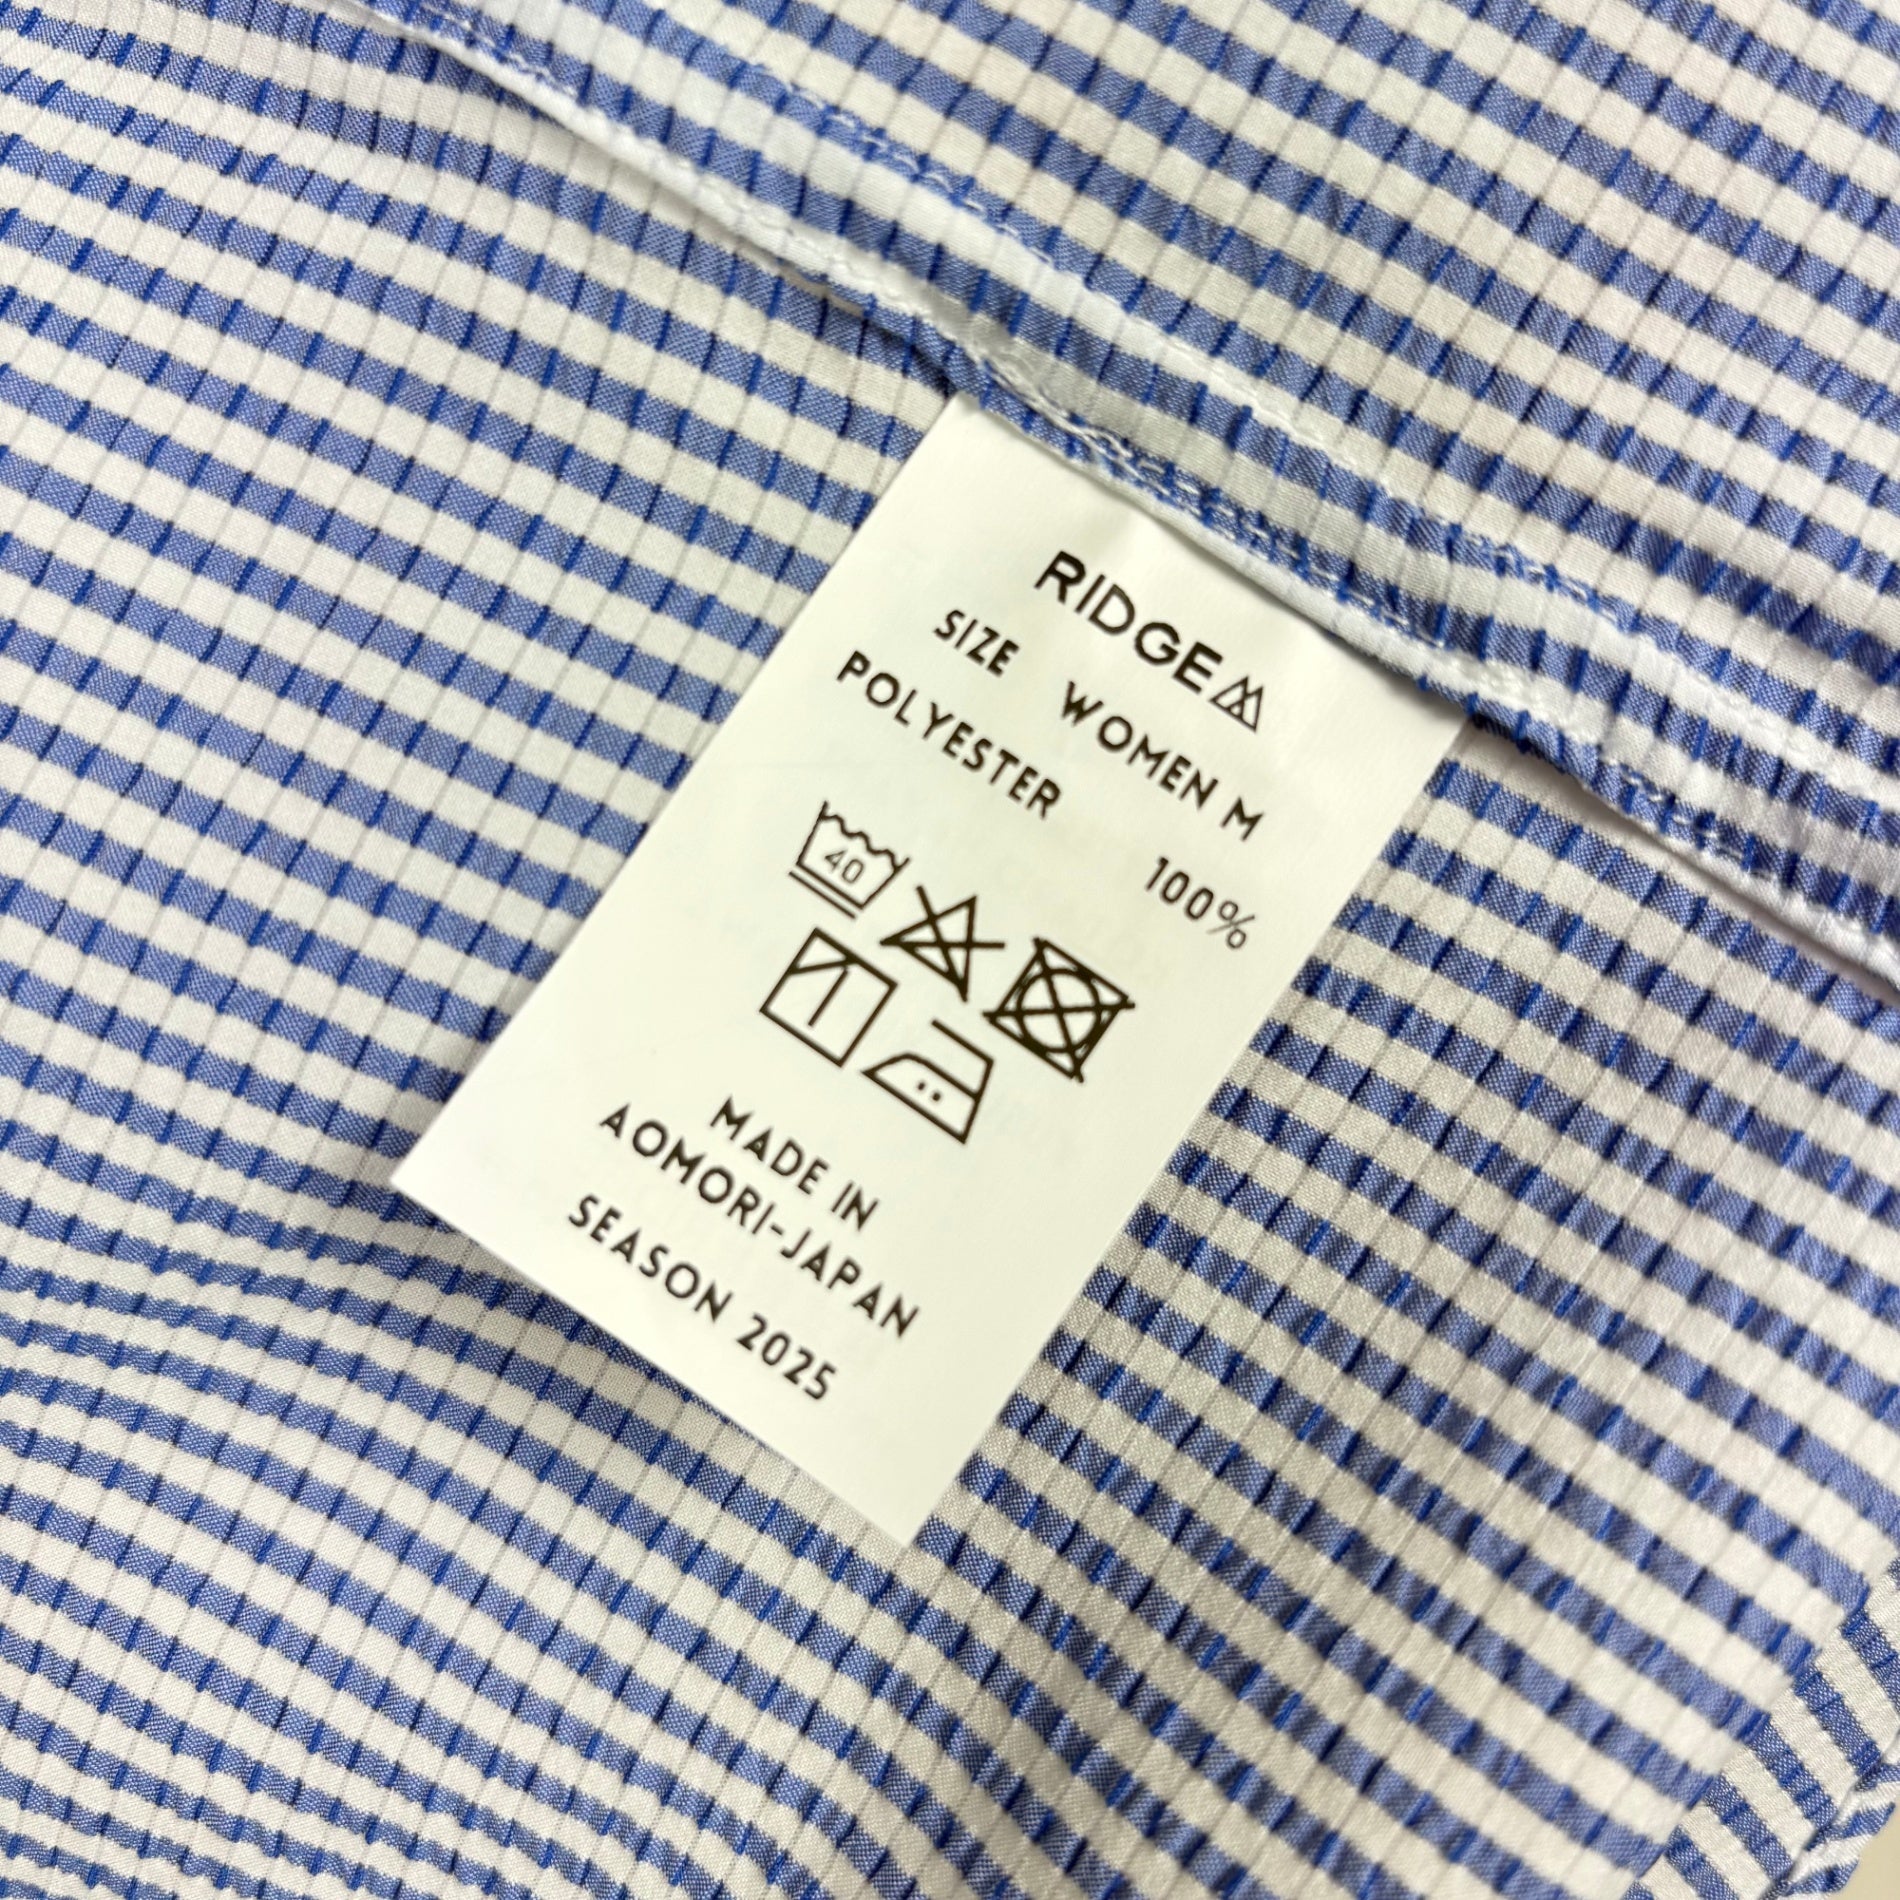 RIDGE
SIZE WOMEN M
POLYESTER 100%
40
MADE IN
AOMORI-JAPAN
SEASON 2025